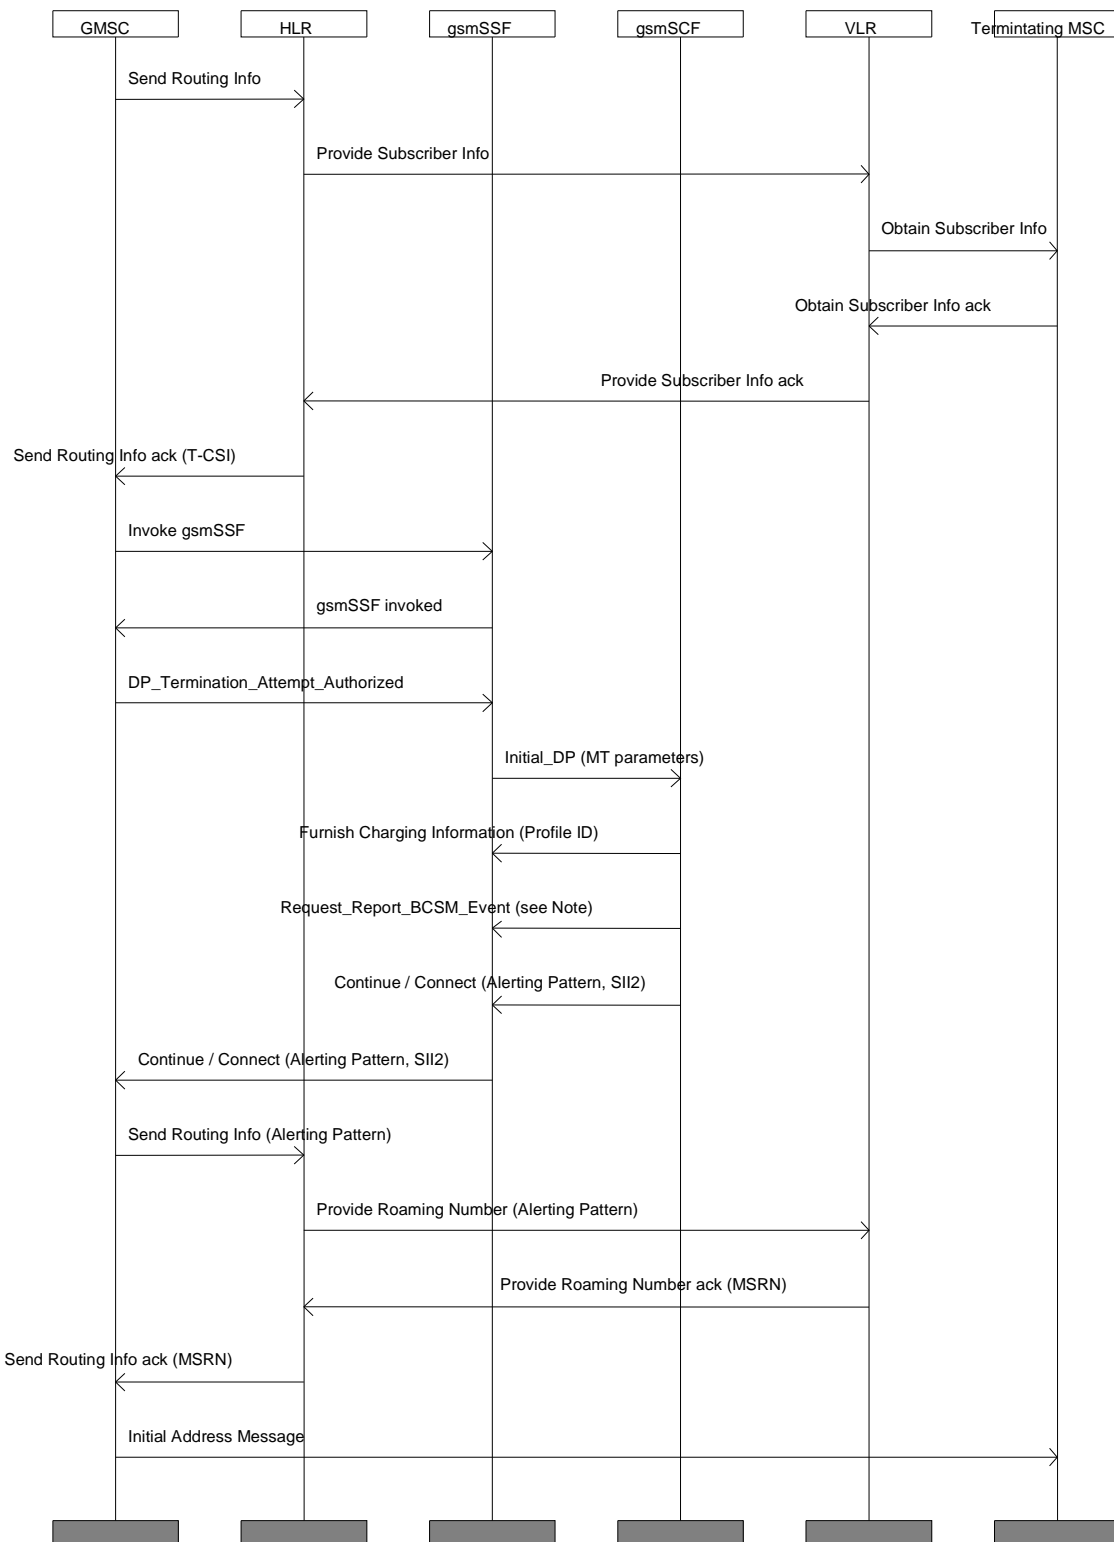 GMSC
HLR
gsmSSF
gsmSCF
VLR
Termintating MSC
Send Routing Info
Provide Subscriber Info
Obtain Subscriber Info
Obtain Subscriber Info ack
Provide Subscriber Info ack
Send Routing Info ack (T-CSI)
Invoke gsmSSF
gsmSSF invoked
DP_Termination_Attempt_Authorized
Initial_DP (MT parameters)
Furnish Charging Information (Profile ID)
Request_Report_BCSM_Event (see Note)
Continue / Connect (Alerting Pattern, SII2)
Continue / Connect (Alerting Pattern, SII2)
Send Routing Info (Alerting Pattern)
Provide Roaming Number (Alerting Pattern)
Provide Roaming Number ack (MSRN)
Send Routing Info ack (MSRN)
Initial Address Message